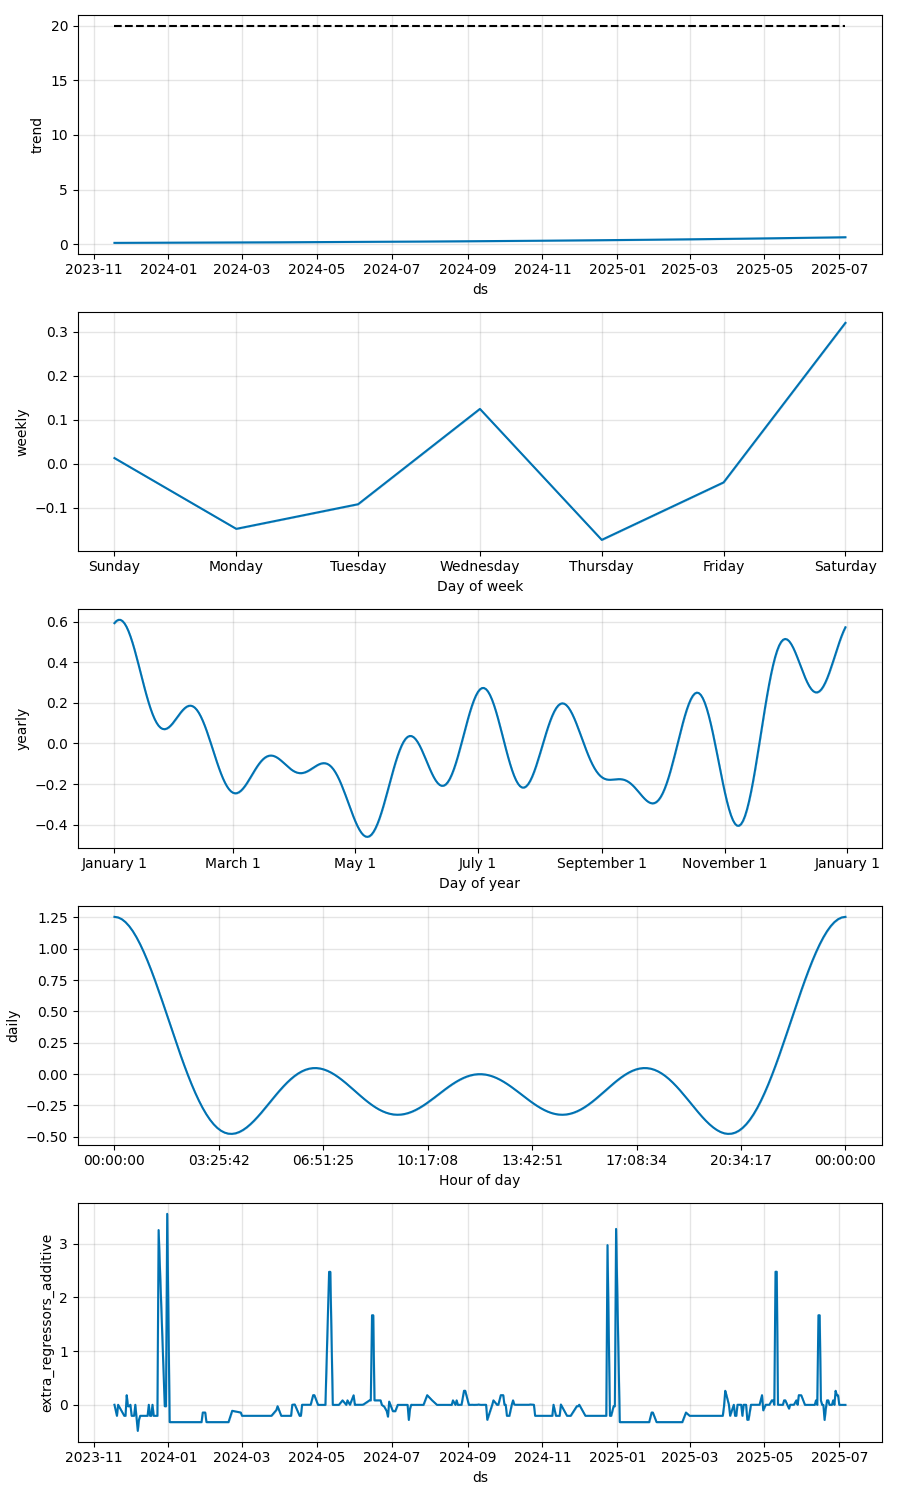 20
15
10
5
0
trend
2023-11 2024-01 2024-03 2024-05 2024-07 2024-09 2024-11 2025-01 2025-03 2025-05 2025-07
ds
0.3
0.2
0.1
0.0
−0.1
weekly
Sunday Monday Tuesday Wednesday Thursday Friday Saturday
Day of week
0.6
0.4
0.2
0.0
−0.2
−0.4
yearly
January 1 March 1 May 1 July 1 September 1 November 1 January 1
Day of year
1.25
1.00
0.75
0.50
0.25
0.00
−0.25
−0.50
daily
00:00:00 03:25:42 06:51:25 10:17:08 13:42:51 17:08:34 20:34:17 00:00:00
Hour of day
3
2
1
0
extra_regressors_additive
2023-11 2024-01 2024-03 2024-05 2024-07 2024-09 2024-11 2025-01 2025-03 2025-05 2025-07
ds